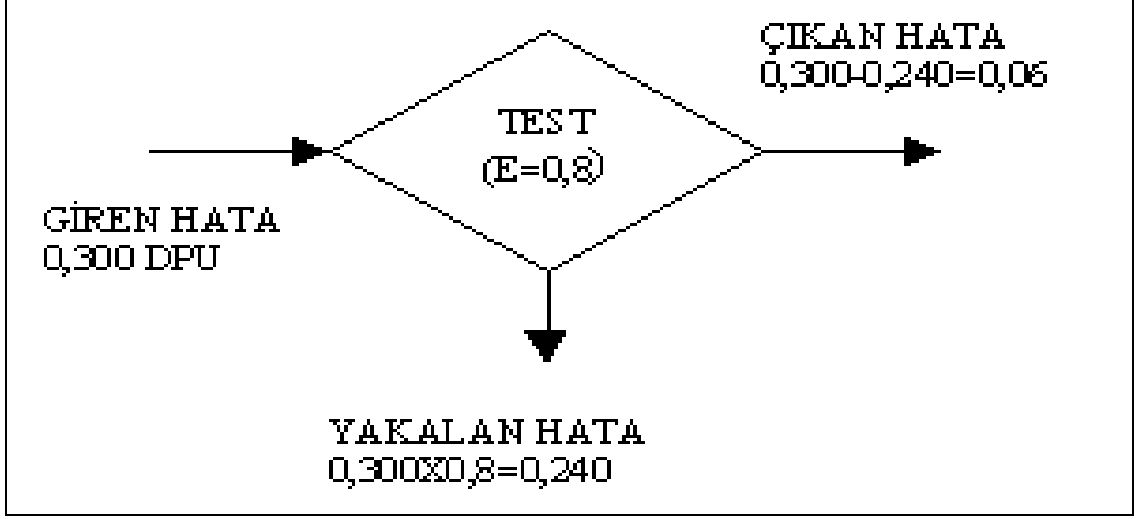 ÇIKAN HATA
0,300-0,240=0,06
TEST
(E=0,8)
GİREN HATA
0,300 DPU
YAKALAN HATA
0,300X0,8=0,240